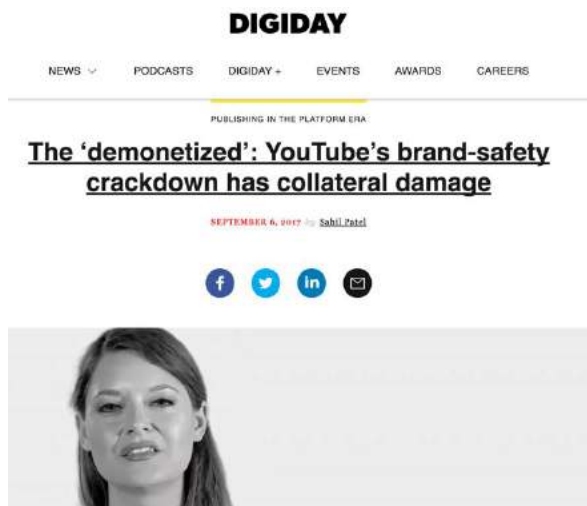 DIGIDAY
NEWS PODCASTS DIGIDAY + EVENTS AWARDS CAREERS
PUBLISHING IN THE PLATFORM ERA
The ‘demonetized’: YouTube’s brand-safety
crackdown has collateral damage
SEPTEMBER 6, 2017 by Sahil Patel
f in